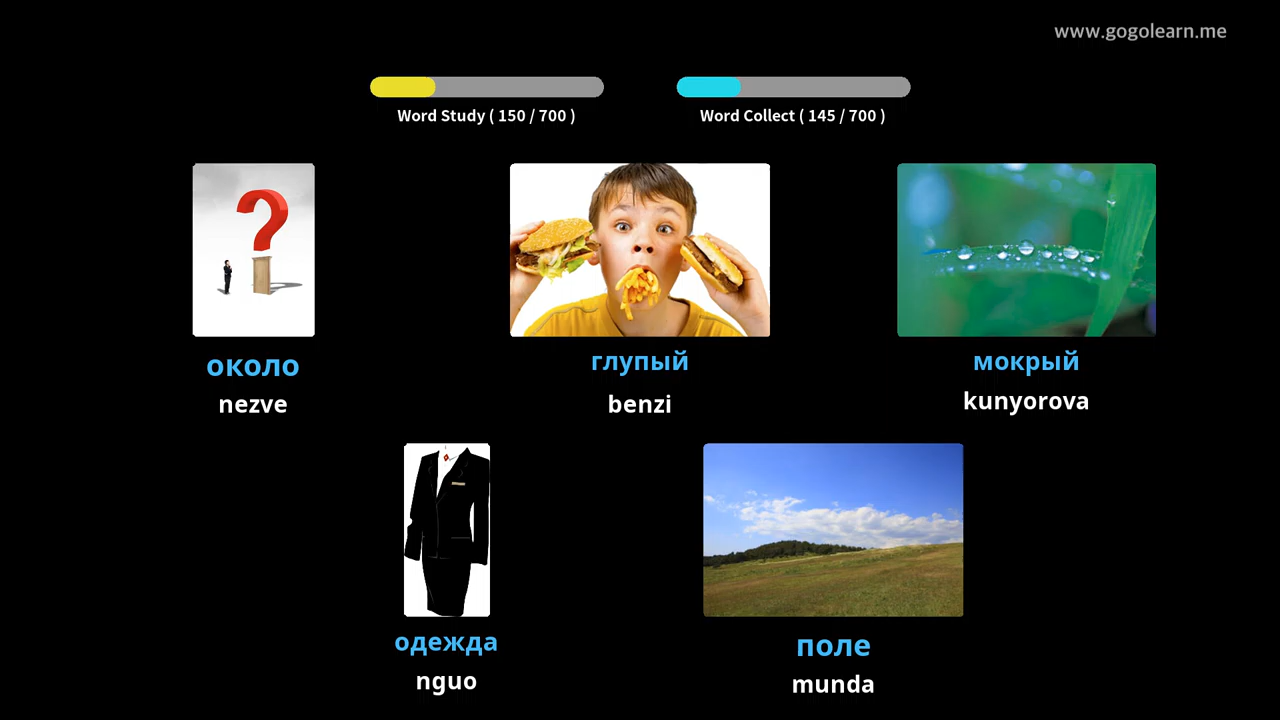 www.gogolearn.me
Word Study ( 150 / 700 )
Word Collect ( 145 / 700 )
около
nezve
глупый
benzi
мокрый
kunyorova
одежда
nguo
поле
munda